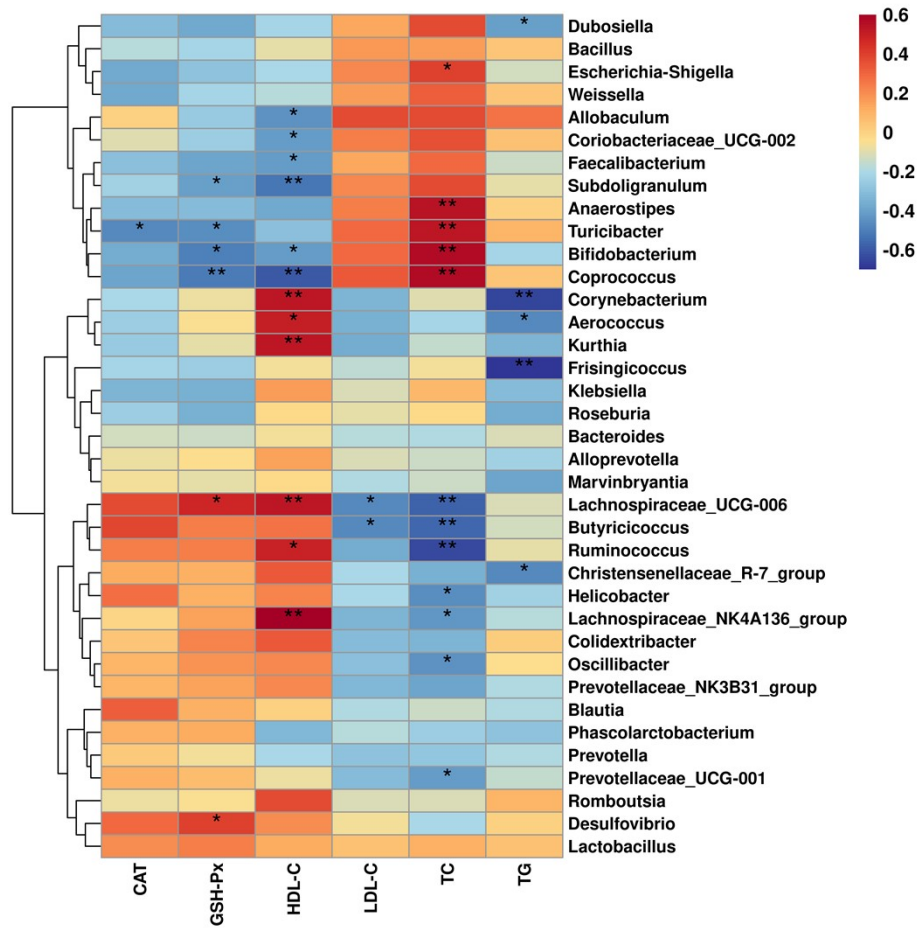 * Dubosiella 0.6
Bacillus
* Escherichia-Shigella 0.4
Weissella
* Allobaculum 0.2
* Coriobacteriaceae_UCG-002 0
* Faecalibacterium -0.2
* ** Subdoligranulum
** Anaerostipes -0.4
* * ** Turicibacter
* * ** Bifidobacterium -0.6
** ** ** Coprococcus
** ** Corynebacterium
* * Aerococcus
** Kurthia
** Frisingicoccus
Klebsiella
Roseburia
Bacteroides
Alloprevotella
Marvinbryantia
* ** * ** Lachnospiraceae_UCG-006
* ** Butyricicoccus
* ** Ruminococcus
* Christensenellaceae_R-7_group
* Helicobacter
** * Lachnospiraceae_NK4A136_group
Colidextribacter
* Oscillibacter
Prevotellaceae_NK3B31_group
Blautia
Phascolarctobacterium
Prevotella
* Prevotellaceae_UCG-001
Romboutsia
* Desulfovibrio
Lactobacillus
CAT GSH-Px HDL-C LDL-C TC TG